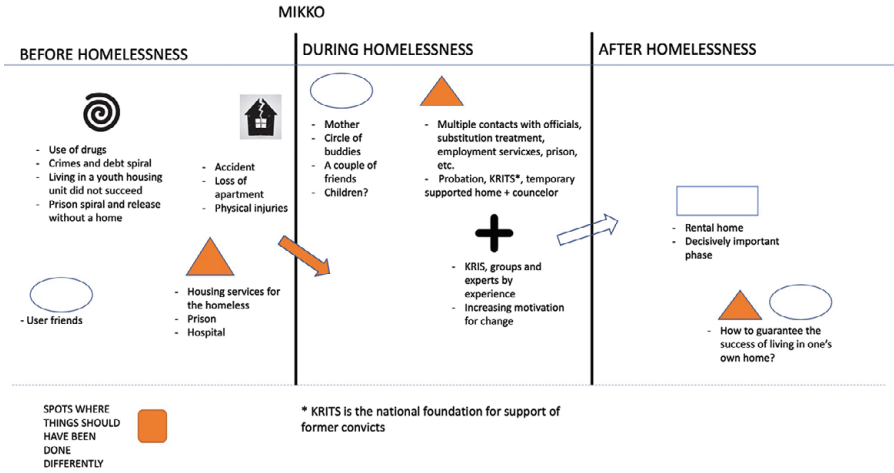 MIKKO
BEFORE HOMELESSNESS
- Use of drugs
- Crimes and debt spiral
- Living in a youth housing
unit did not succeed
- Prison spiral and release
without a home
- Accident
- Loss of
apartment
- Physical injuries
- User friends
- Housing services for
the homeless
- Prison
- Hospital
DURING HOMELESSNESS
- Mother
- Circle of
buddies
- A couple of
friends
- Children?
- Multiple contacts with officials,
substitution treatment,
employment servicxes, prison,
etc.
- Probation, KRITS*, temporary
supported home + councelor
- KRIS, groups and
experts by
experience
- Increasing motivation
for change
AFTER HOMELESSNESS
- Rental home
- Decisively important
phase
- How to guarantee the
success of living in one's
own home?
SPOTS WHERE
THINGS SHOULD
HAVE BEEN
DONE
DIFFERENTLY
* KRITS is the national foundation for support of
former convicts